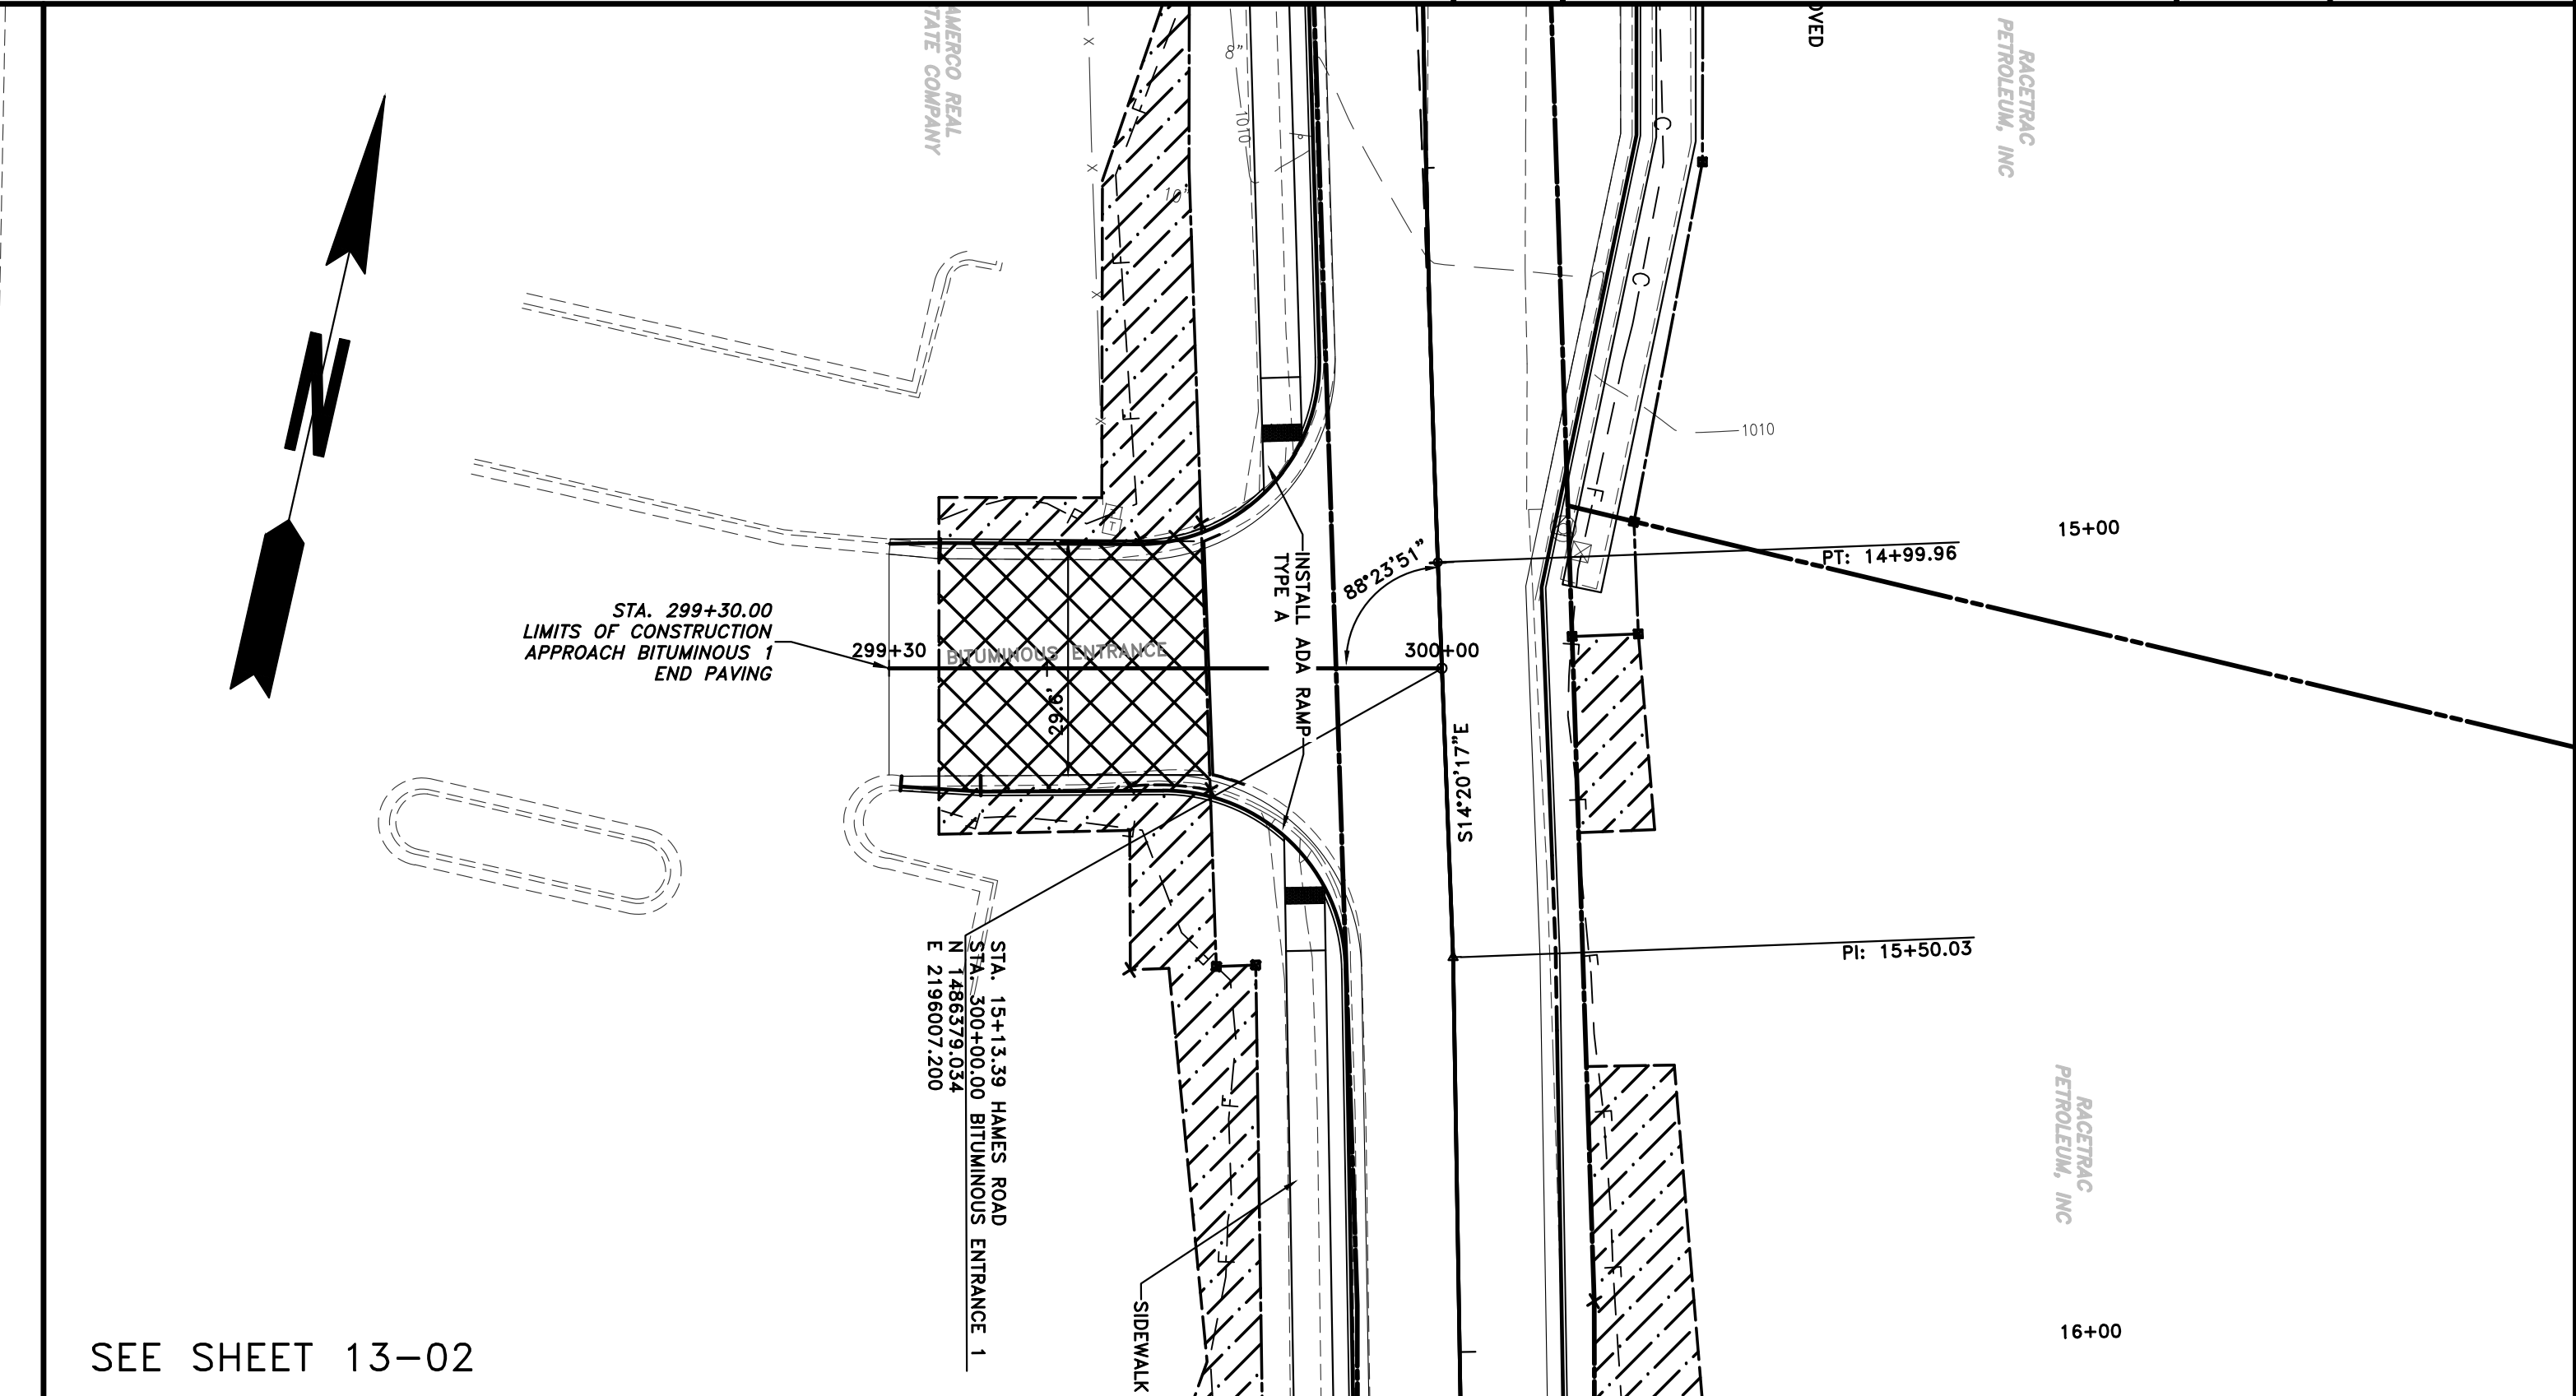 AMERCO REAL
TATE COMPANY
8"
1010
10"
OVED
RACETRAC
PETROLEUM, INC
C
C
F
F
F
F
N
1010
15+00
PT: 14+99.96
88°23'51"
INSTALL ADA RAMP
TYPE A
STA. 299+30.00
LIMITS OF CONSTRUCTION
APPROACH BITUMINOUS 1
END PAVING
299+30
BITUMINOUS ENTRANCE
300+00
29.6'
S14°20'17"E
PI: 15+50.03
STA. 15+13.39 HAMES ROAD
STA. 300+00.00 BITUMINOUS ENTRANCE 1
N 1486379.034
E 2196007.200
RACETRAC
PETROLEUM, INC
SIDEWALK
16+00
SEE SHEET 13-02